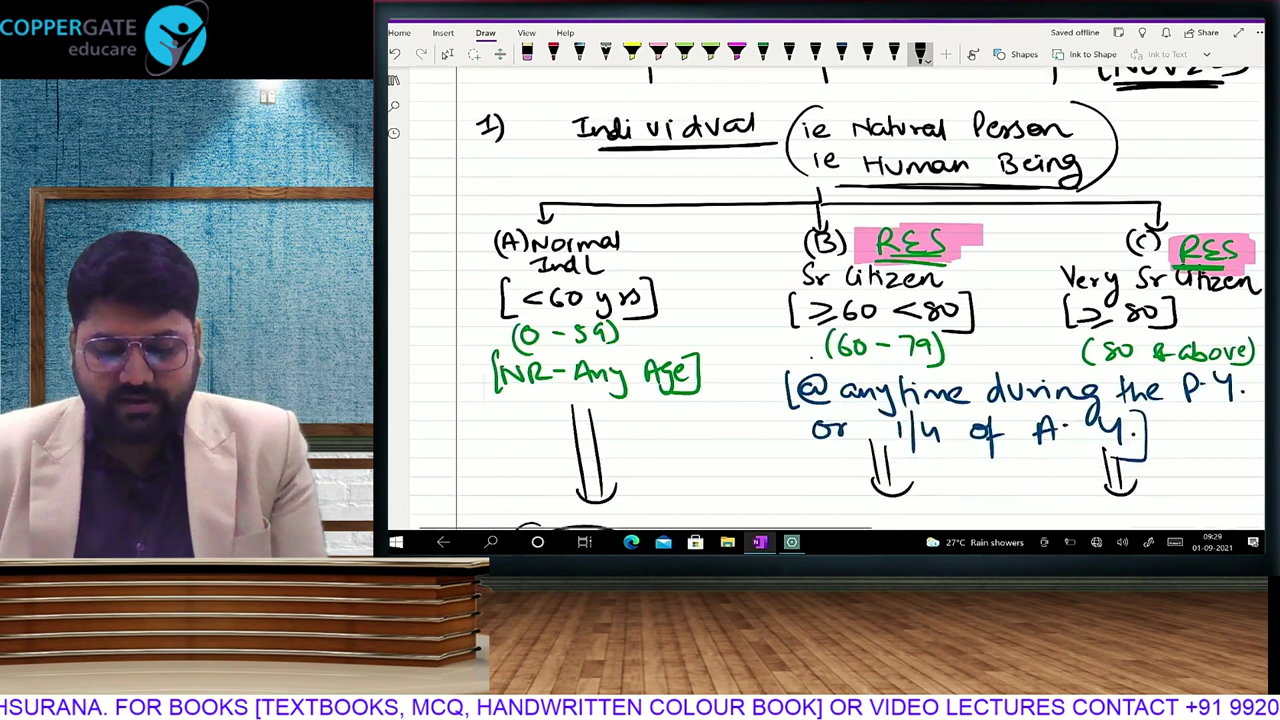 COPPERGATE
educare
Home Insert Draw View Help
Saved offline
Share
Shapes
Ink to Shape
Ink to Text
1) Individual (ie Natural Person
ie Human Being)
(A) Normal
Indl
[<60 yrs]
(0 - 59)
[NR-Any Age]
(B) RES
Sr Citizen
[≥60 <80]
(60 - 79)
(C) RES
Very Sr Citizen
[≥ 80]
(80 & above)
[@ anytime during the P.Y.
or 1/4 of A.Y.]
27°C Rain showers
09:29
01-09-2021
HSURANA. FOR BOOKS [TEXTBOOKS, MCQ, HANDWRITTEN COLOUR BOOK] OR VIDEO LECTURES CONTACT +91 9920